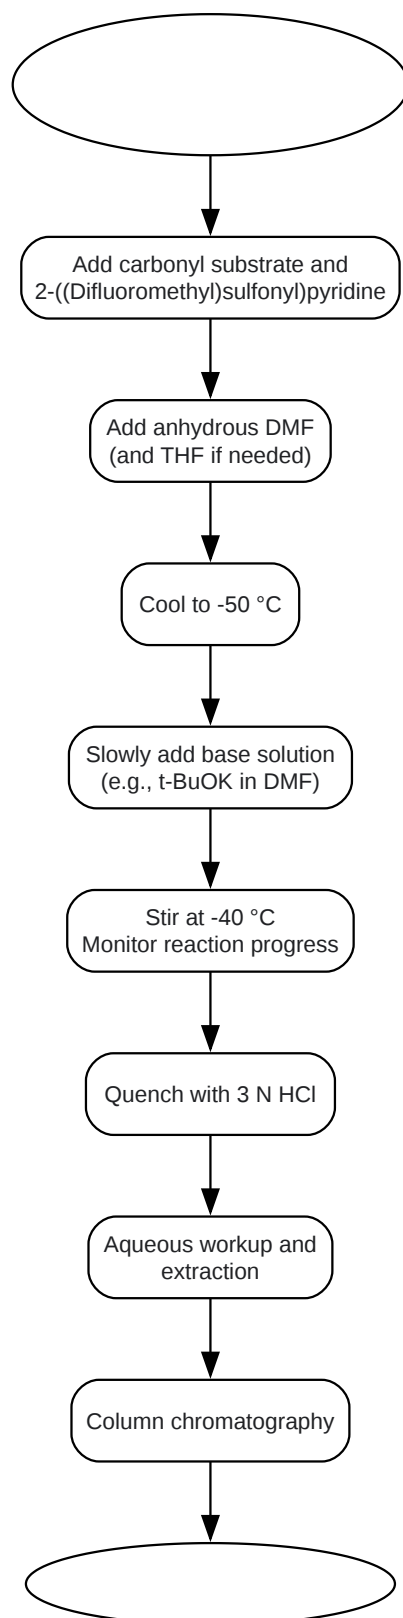 Add carbonyl substrate and
2-((Difluoromethyl)sulfonyl)pyridine
Add anhydrous DMF
(and THF if needed)
Cool to -50 °C
Slowly add base solution
(e.g., t-BuOK in DMF)
Stir at -40 °C
Monitor reaction progress
Quench with 3 N HCl
Aqueous workup and
extraction
Column chromatography